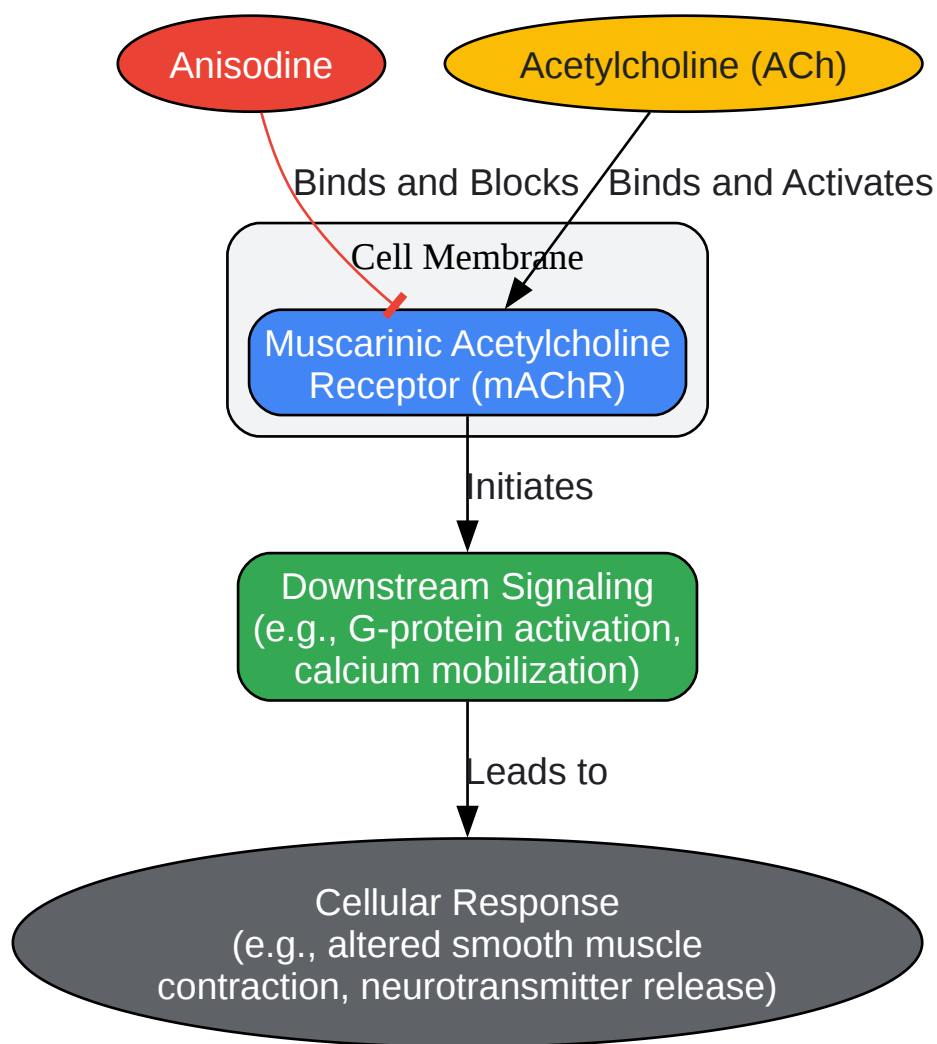 Anisodine
Acetylcholine (ACh)
Binds and Blocks
Binds and Activates
Cell Membrane
Muscarinic Acetylcholine
Receptor (mAChR)
Initiates
Downstream Signaling
(e.g., G-protein activation,
calcium mobilization)
Leads to
Cellular Response
(e.g., altered smooth muscle
contraction, neurotransmitter release)